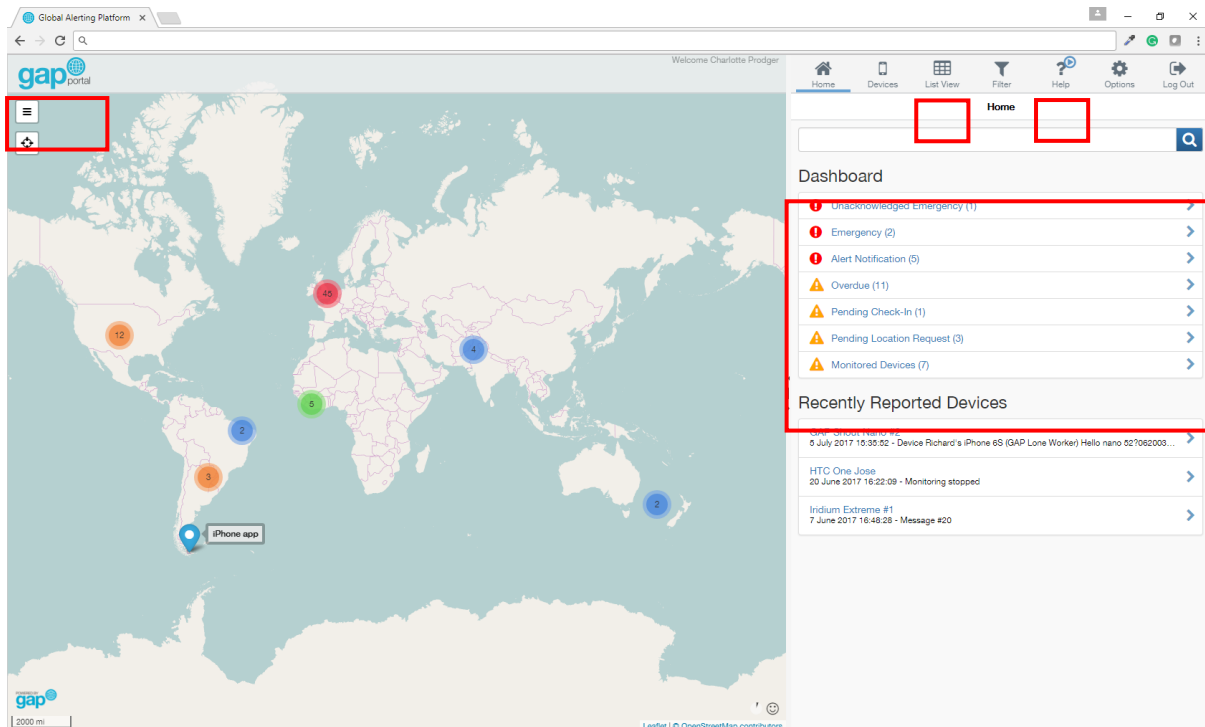 Global Alerting Platform
gap portal
Welcome Charlotte Prodger
Home
Devices
List View
Filter
Help
Options
Log Out
Home
Dashboard
Unacknowledged Emergency (1)
Emergency (2)
Alert Notification (5)
Overdue (11)
Pending Check-In (1)
Pending Location Request (3)
Monitored Devices (7)
Recently Reported Devices
GAP Shout Nano #2
5 July 2017 15:35:52 - Device Richard's iPhone 6S (GAP Lone Worker) Hello nano 52?062003...
HTC One Jose
20 June 2017 16:22:09 - Monitoring stopped
Iridium Extreme #1
7 June 2017 16:48:28 - Message #20
45
12
4
5
2
3
2
iPhone app
POWERED BY
gap
2000 mi
Leaflet | © OpenStreetMap contributors